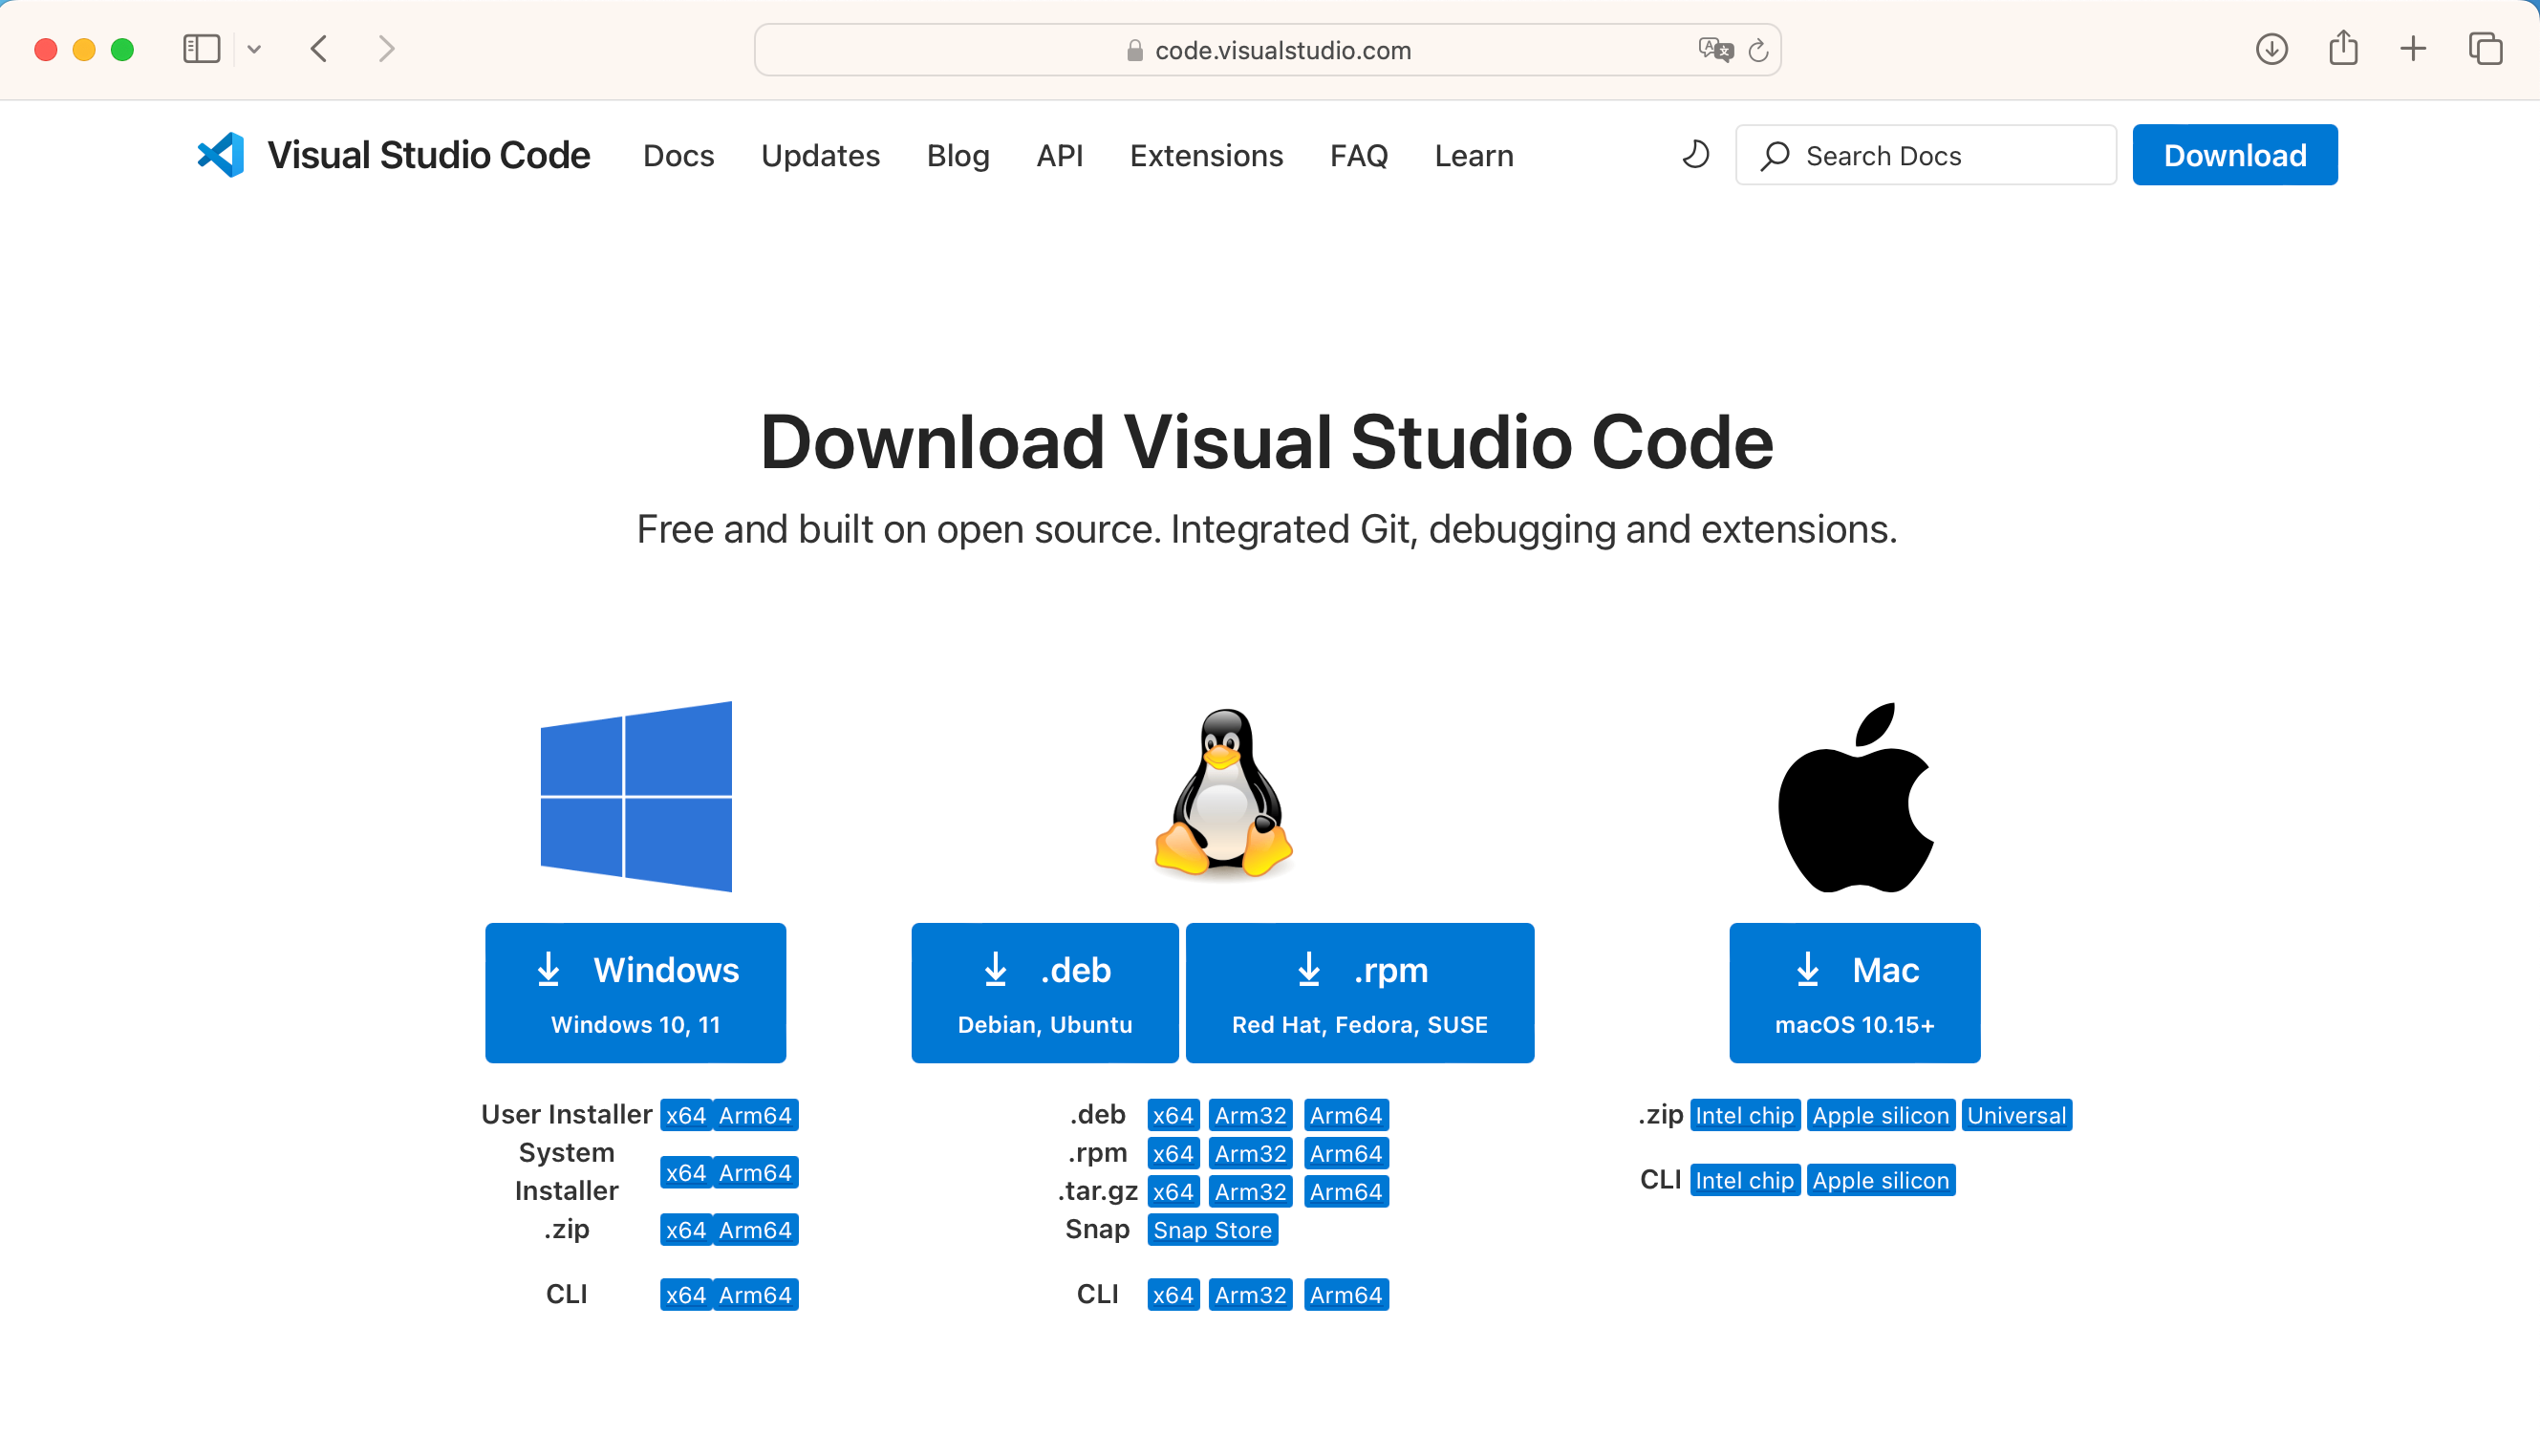 code.visualstudio.com
Visual Studio Code Docs Updates Blog API Extensions FAQ Learn Search Docs Download
Download Visual Studio Code
Free and built on open source. Integrated Git, debugging and extensions.
Windows
Windows 10, 11
User Installer x64 Arm64
System Installer x64 Arm64
.zip x64 Arm64
CLI x64 Arm64
.deb
Debian, Ubuntu
.rpm
Red Hat, Fedora, SUSE
.deb x64 Arm32 Arm64
.rpm x64 Arm32 Arm64
.tar.gz x64 Arm32 Arm64
Snap Snap Store
CLI x64 Arm32 Arm64
Mac
macOS 10.15+
.zip Intel chip Apple silicon Universal
CLI Intel chip Apple silicon